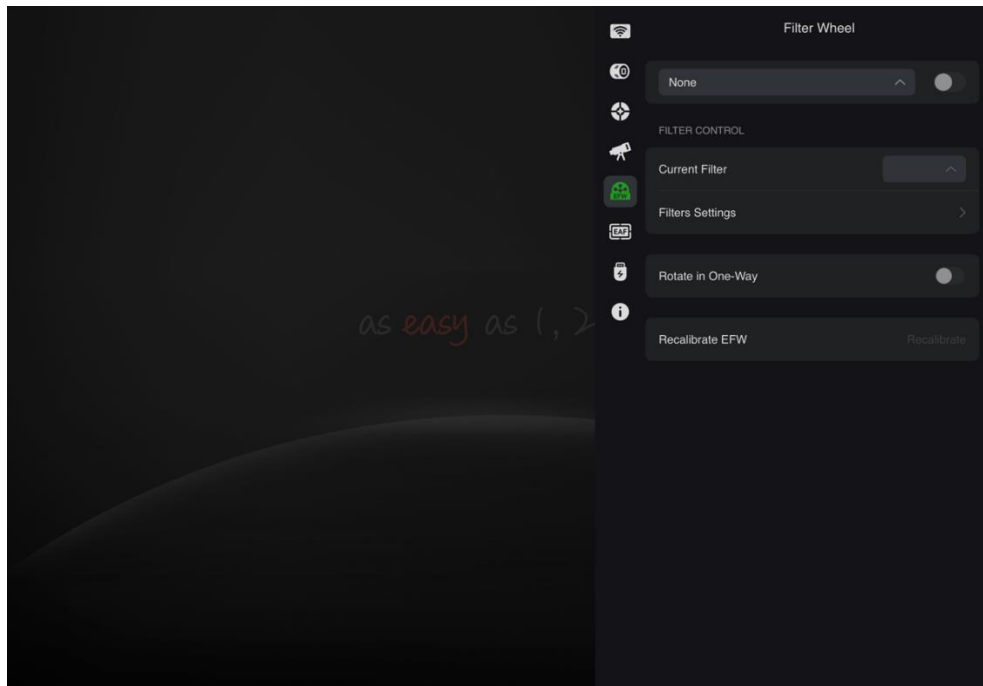 Filter Wheel
None
FILTER CONTROL
Current Filter
EFW
Filters Settings
EAF
Rotate in One-Way
as easy as 1, 2
Recalibrate EFW Recalibrate